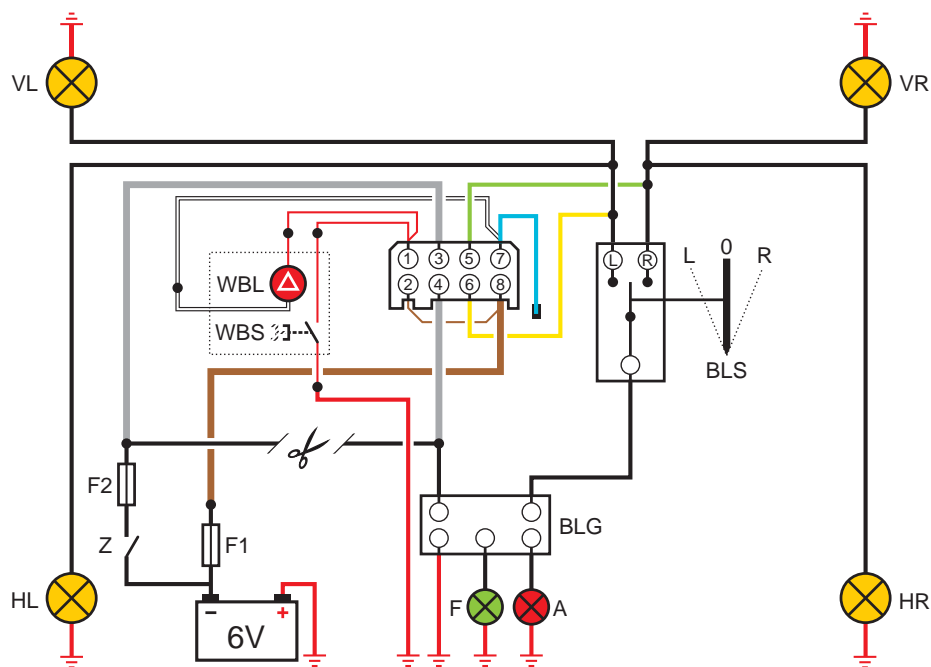 VL
VR
WBL
WBS
1 3 5 7
2 4 6 8
L R
L 0 R
BLS
F2
Z
F1
BLG
HL
− +
6V
F
A
HR